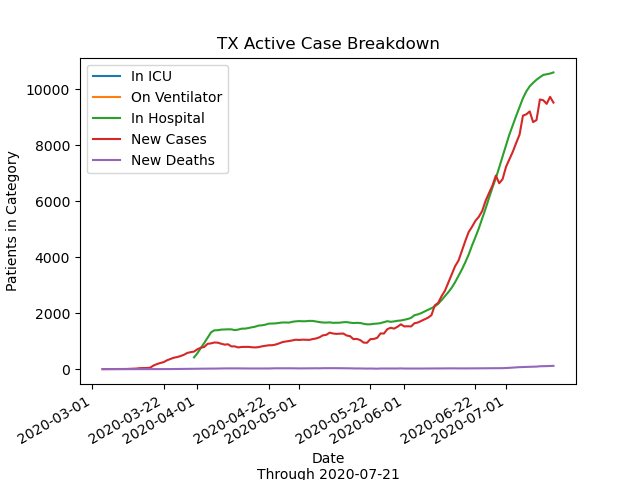 TX Active Case Breakdown
In ICU
On Ventilator
In Hospital
New Cases
New Deaths
Patients in Category
10000
8000
6000
4000
2000
0
2020-03-01
2020-03-22
2020-04-01
2020-04-22
2020-05-01
2020-05-22
2020-06-01
2020-06-22
2020-07-01
Date
Through 2020-07-21